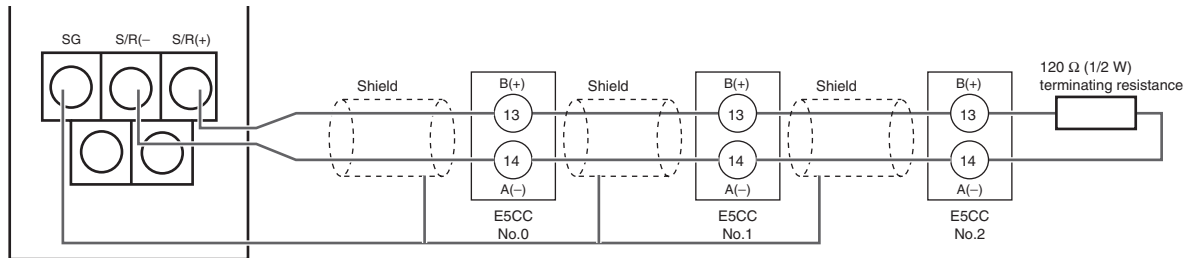 SG S/R(− S/R(+)
Shield
B(+)
13
14
A(−)
E5CC
No.0
Shield
B(+)
13
14
A(−)
E5CC
No.1
Shield
B(+)
13
14
A(−)
E5CC
No.2
120 Ω (1/2 W)
terminating resistance